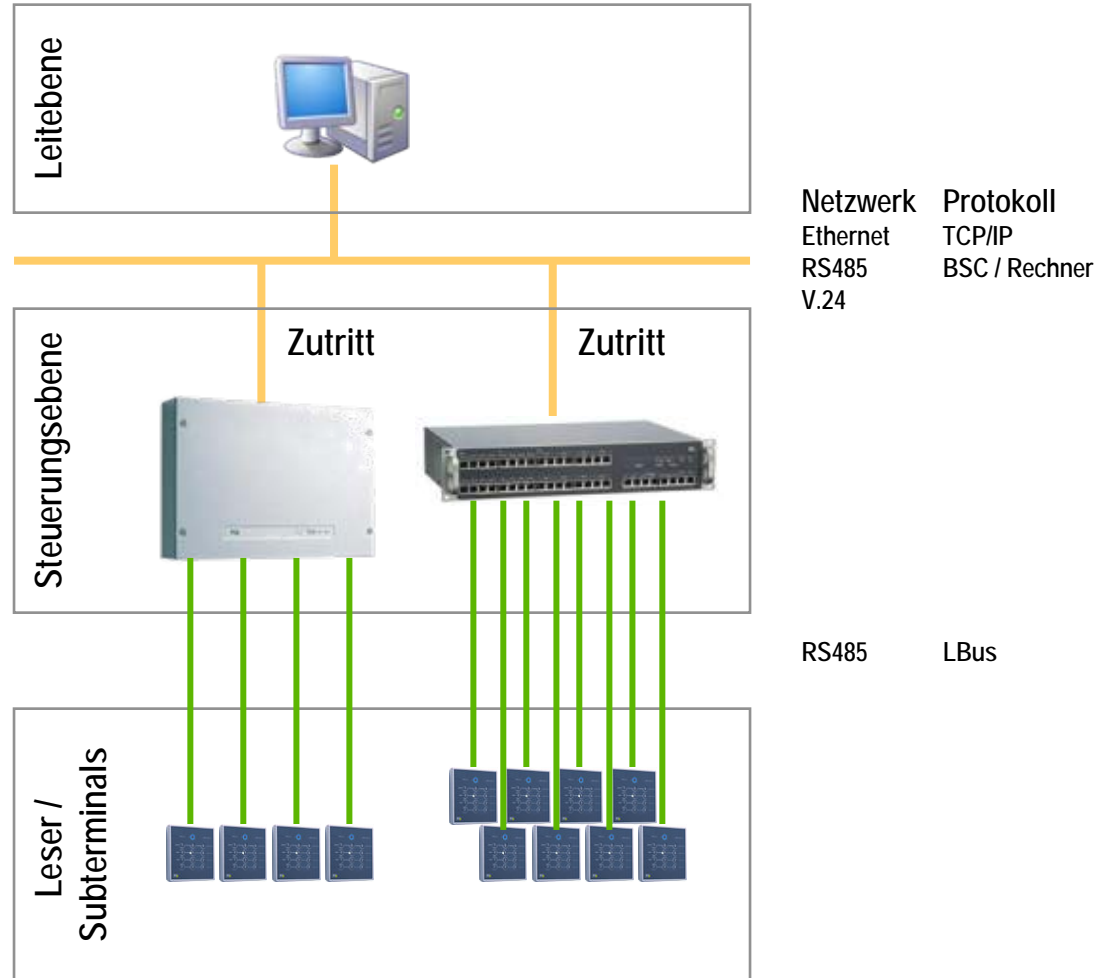 Leitebene
Netzwerk Protokoll
Ethernet TCP/IP
RS485 BSC / Rechner
V.24
Steuerungsebene
Zutritt Zutritt
RS485 LBus
Leser /
Subterminals